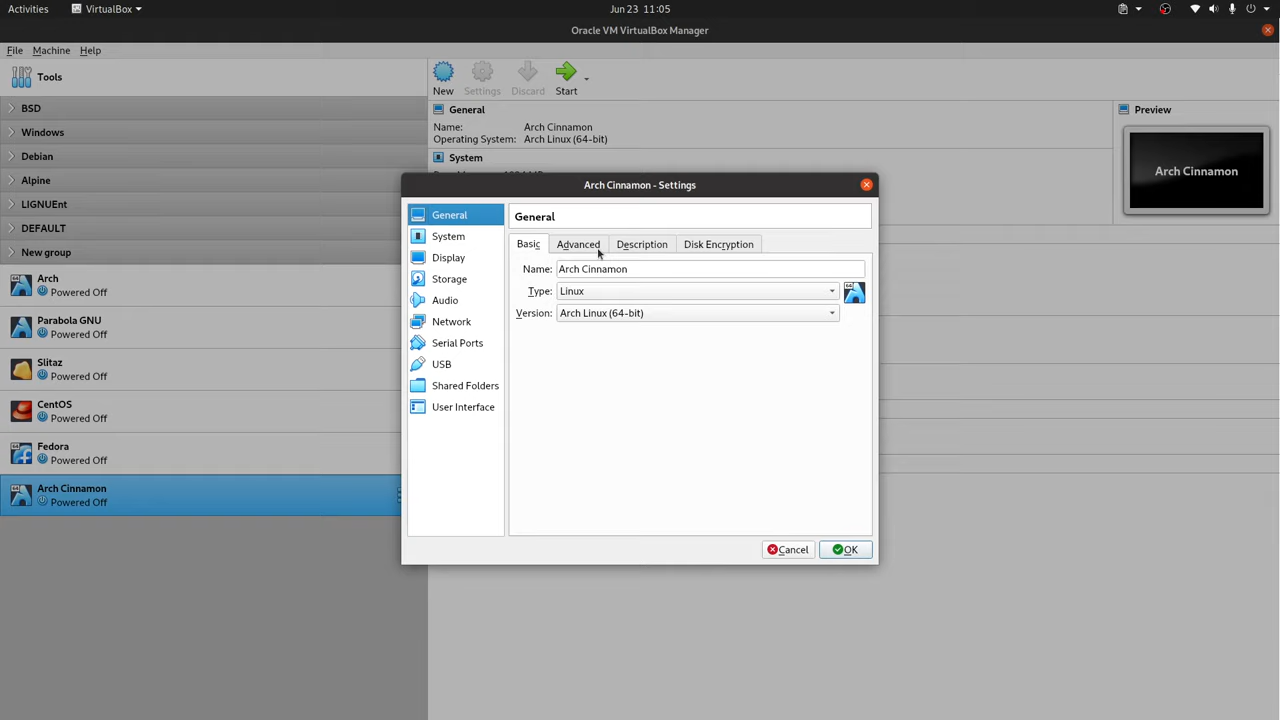 Activities VirtualBox Jun 23 11:05
Oracle VM VirtualBox Manager
File Machine Help
Tools
New Settings Discard Start
BSD
Windows
Debian
Alpine
LIGNUEnt
DEFAULT
New group
Arch
Powered Off
Parabola GNU
Powered Off
Slitaz
Powered Off
CentOS
Powered Off
Fedora
Powered Off
Arch Cinnamon
Powered Off
General
Name: Arch Cinnamon
Operating System: Arch Linux (64-bit)
System
Preview
Arch Cinnamon
Arch Cinnamon - Settings
General
System
Display
Storage
Audio
Network
Serial Ports
USB
Shared Folders
User Interface
General
Basic Advanced Description Disk Encryption
Name: Arch Cinnamon
Type: Linux
Version: Arch Linux (64-bit)
Cancel OK